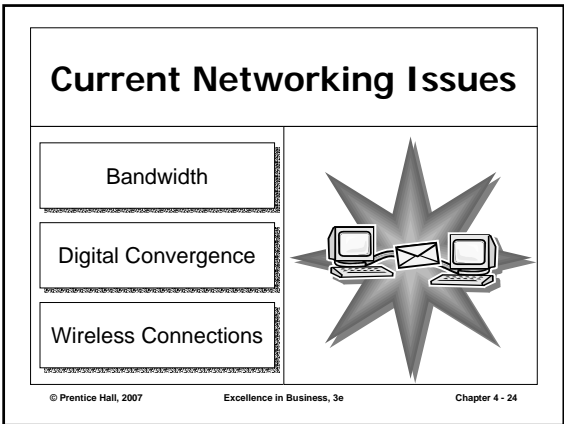 Current Networking Issues
Bandwidth
Digital Convergence
Wireless Connections
© Prentice Hall, 2007 Excellence in Business, 3e Chapter 4 - 24